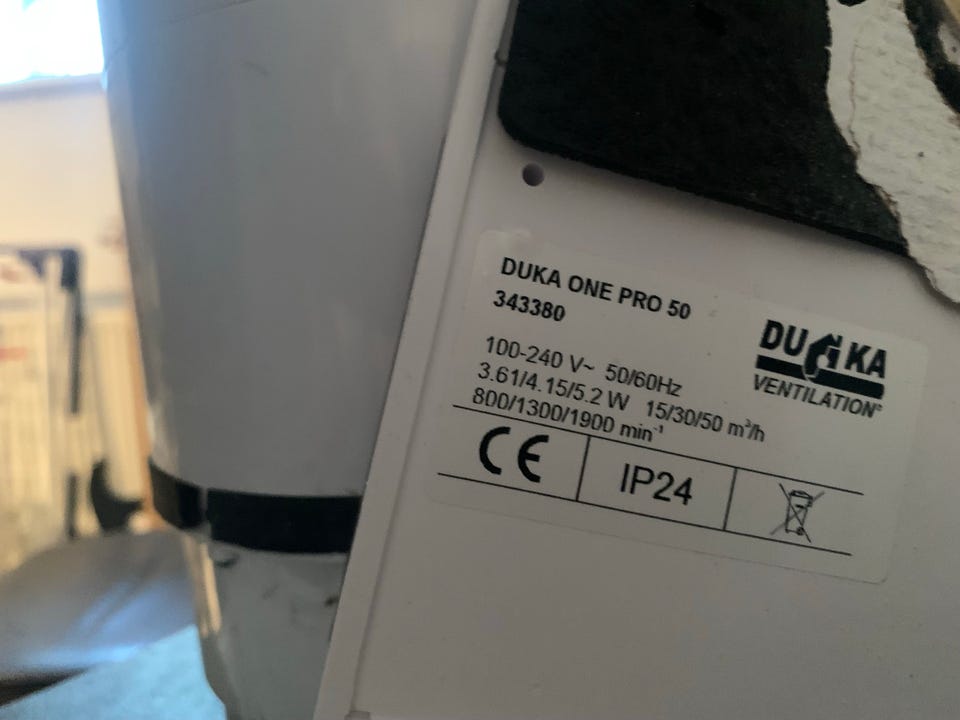 DUKA ONE PRO 50
343380
DUKA
VENTILATION®
100-240 V~ 50/60Hz
3.61/4.15/5.2 W 15/30/50 m³/h
800/1300/1900 min⁻¹
CE
IP24